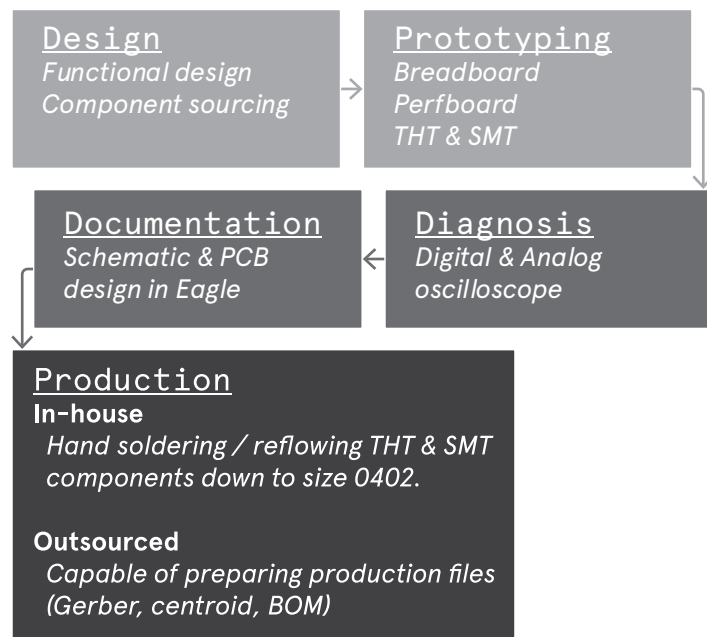 Design
Functional design
Component sourcing
Prototyping
Breadboard
Perfboard
THT & SMT
Diagnosis
Digital & Analog
oscilloscope
Documentation
Schematic & PCB
design in Eagle
Production
In-house
Hand soldering / reflowing THT & SMT
components down to size 0402.
Outsourced
Capable of preparing production files
(Gerber, centroid, BOM)